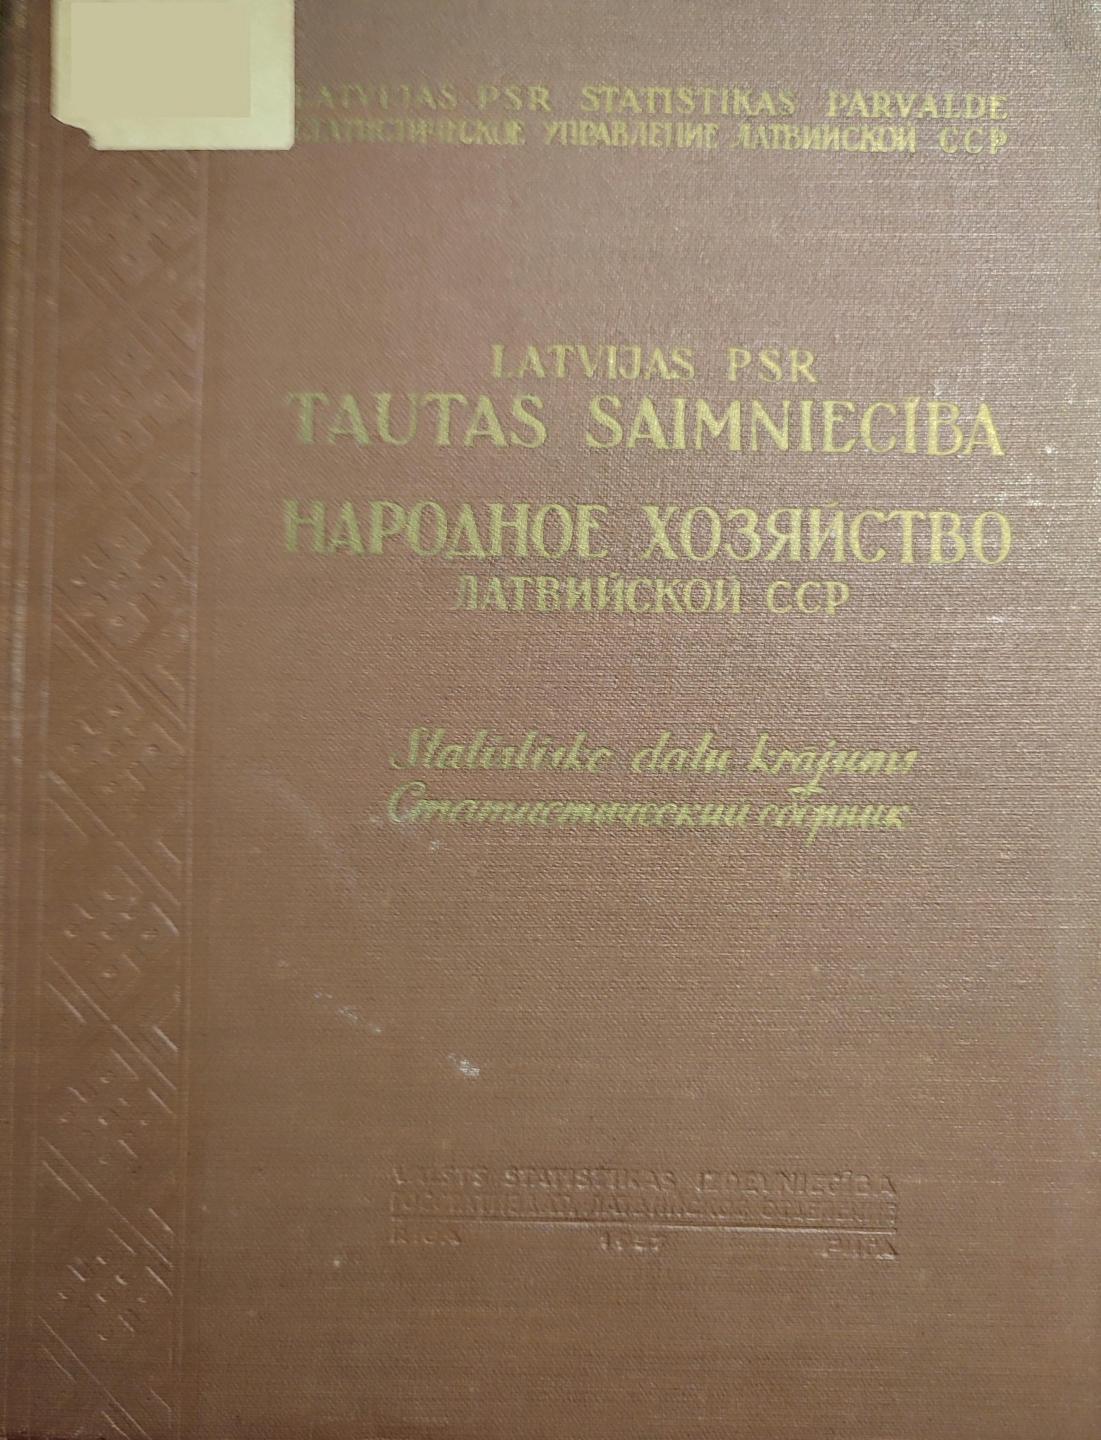 LATVIJAS PSR STATISTIKAS PARVALDE
СТАТИСТИЧЕСКОЕ УПРАВЛЕНИЕ ЛАТВИЙСКОЙ ССР
LATVIJAS PSR
TAUTAS SAIMNIECĪBA
НАРОДНОЕ ХОЗЯЙСТВО
ЛАТВИЙСКОЙ ССР
Statistisko datu krājums
Статистический сборник
VALSTS STATISTIKAS IZDEVNIECĪBA
RIGA 1957 РИГА